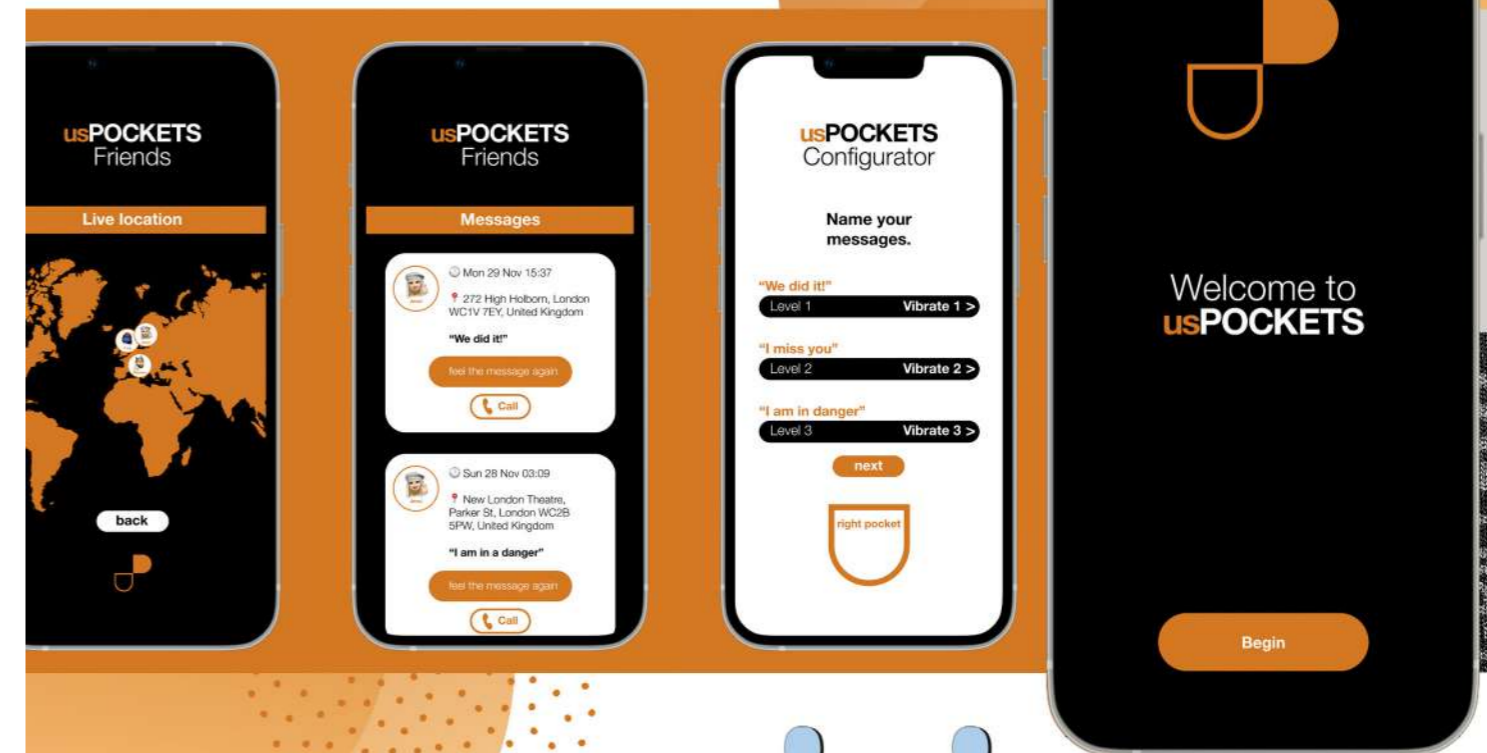 usPOCKETS
Friends
Live location
back
usPOCKETS
Friends
Messages
Mon 29 Nov 15:37
272 High Holborn, London
WC1V 7EY, United Kingdom
“We did it!”
feel the message again
Call
Sun 28 Nov 03:09
New London Theatre,
Parker St, London WC2B
5PW, United Kingdom
“I am in a danger”
feel the message again
Call
usPOCKETS
Configurator
Name your
messages.
“We did it!”
Level 1 Vibrate 1 >
“I miss you”
Level 2 Vibrate 2 >
“I am in danger”
Level 3 Vibrate 3 >
next
right pocket
Welcome to
usPOCKETS
Begin